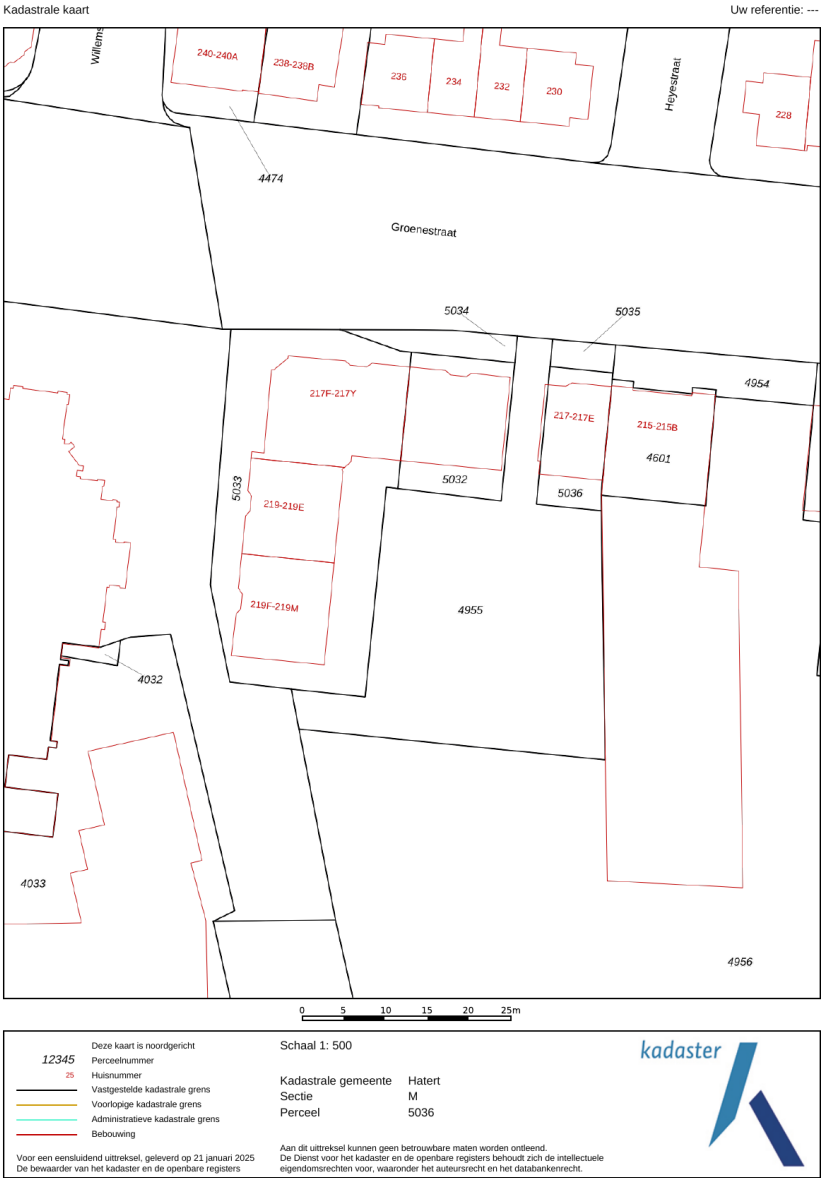 Kadastrale kaart
Uw referentie: ---
Willems
240-240A
238-238B
236
234
232
230
Heyestraat
228
4474
Groenestraat
5034
5035
4954
217F-217Y
217-217E
215-215B
4601
5033
5032
5036
219-219E
4955
219F-219M
4032
4033
4956
0 5 10 15 20 25m
Deze kaart is noordgericht
12345 Perceelnummer
25 Huisnummer
Vastgestelde kadastrale grens
Voorlopige kadastrale grens
Administratieve kadastrale grens
Bebouwing
Voor een eensluidend uittreksel, geleverd op 21 januari 2025
De bewaarder van het kadaster en de openbare registers
Schaal 1: 500
Kadastrale gemeente Hatert
Sectie M
Perceel 5036
Aan dit uittreksel kunnen geen betrouwbare maten worden ontleend.
De Dienst voor het kadaster en de openbare registers behoudt zich de intellectuele
eigendomsrechten voor, waaronder het auteursrecht en het databankenrecht.
kadaster